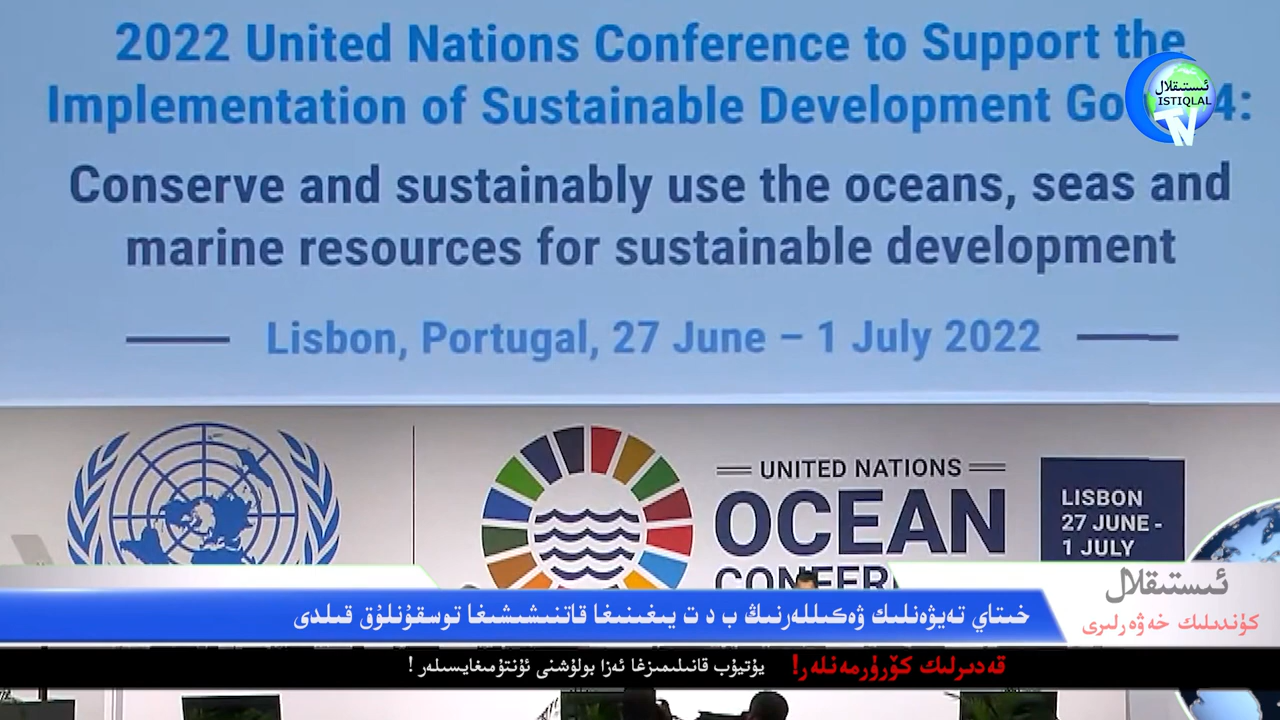 2022 United Nations Conference to Support the
Implementation of Sustainable Development Go 4:
ئىستىقلال
ISTIQLAL
TV
Conserve and sustainably use the oceans, seas and
marine resources for sustainable development
Lisbon, Portugal, 27 June – 1 July 2022
UNITED NATIONS
OCEAN
LISBON
27 JUNE -
1 JULY
ئىستىقلال
كۈندىلىك خەۋەرلىرى
خىتاي تەيۋەنلىك ۋەكىللەرنىڭ ب د ت يىغىنىغا قاتنىشىشىغا توسقۇنلۇق قىلدى
قەدىرلىك كۆرۈرمەنلەر! يۇتيۇب قانىلىمىزغا ئەزا بولۇشنى ئۇنتۇمىغايسىلەر !